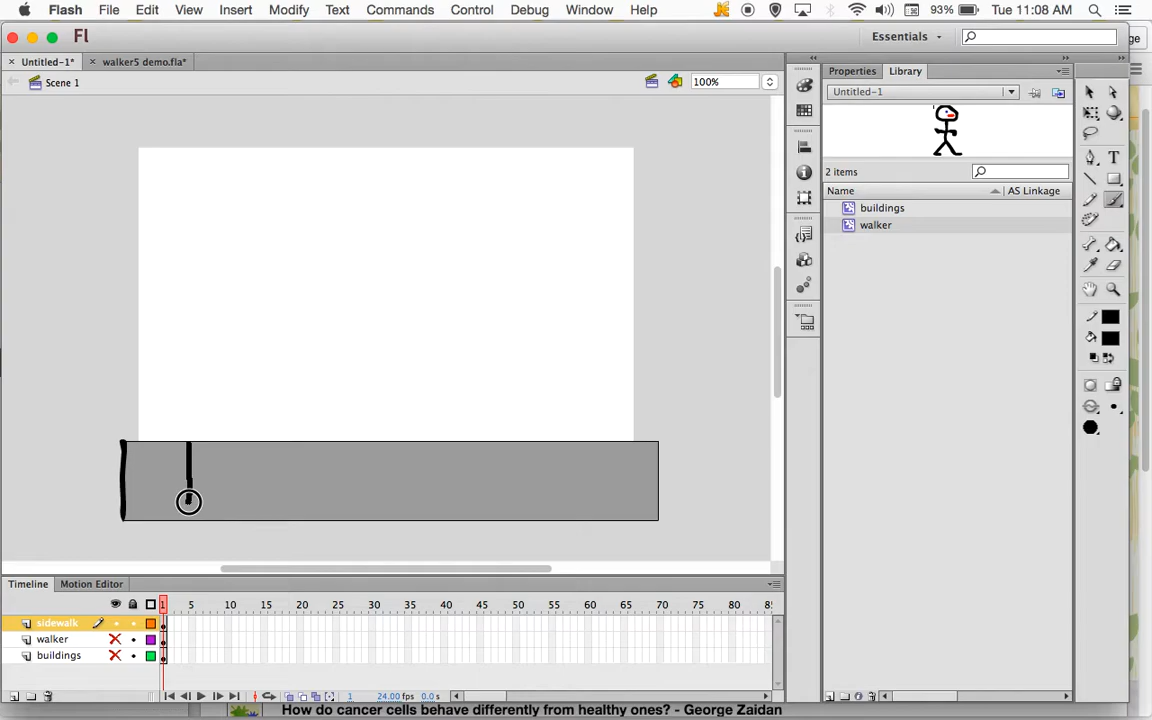 Flash File Edit View Insert Modify Text Commands Control Debug Window Help 93% Tue 11:08 AM
Fl Essentials
Untitled-1* walker5 demo.fla* Properties Library
Scene 1 100% Untitled-1
2 items
Name AS Linkage
buildings
walker
Timeline Motion Editor
1 5 10 15 20 25 30 35 40 45 50 55 60 65 70 75 80 85
sidewalk
walker
buildings
1 24.00 fps 0.0 s
How do cancer cells behave differently from healthy ones? - George Zaidan